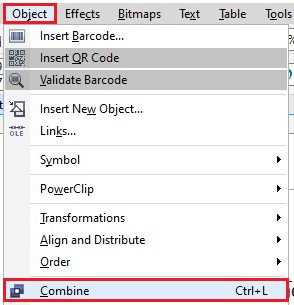 Object Effects Bitmaps Text Table Tools
Insert Barcode...
Insert QR Code
Validate Barcode
Insert New Object...
OLE Links...
Symbol
PowerClip
Transformations
Align and Distribute
Order
Combine Ctrl+L